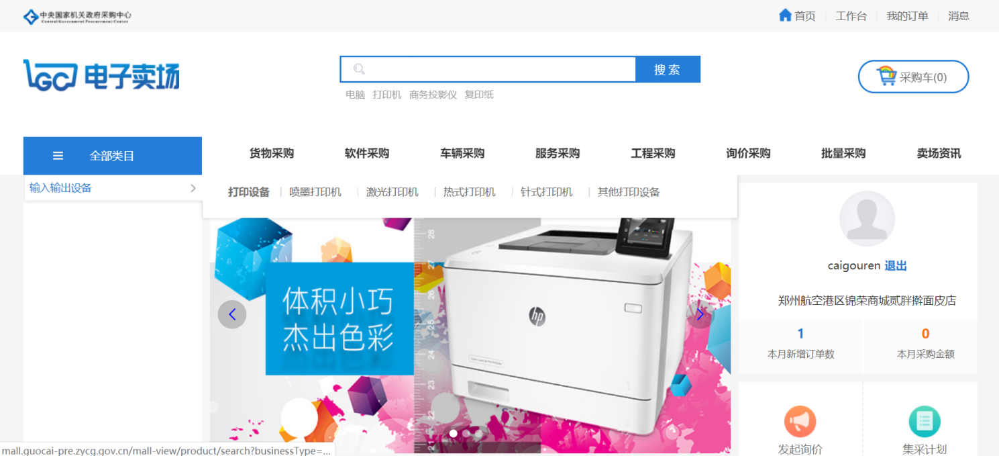 中央国家机关政府采购中心
Central Government Procurement Center
首页 工作台 我的订单 消息
GC 电子卖场
搜 索
采购车(0)
电脑 打印机 商务投影仪 复印纸
全部类目
货物采购 软件采购 车辆采购 服务采购 工程采购 询价采购 批量采购 卖场资讯
输入输出设备
打印设备 喷墨打印机 激光打印机 热式打印机 针式打印机 其他打印设备
体积小巧
杰出色彩
hp
28
27
26
25
24
23
22
21
caigouren 退出
郑州航空港区锦荣商城贰胖擀面皮店
1 0
本月新增订单数 本月采购金额
发起询价 集采计划
mall.guocai-pre.zycg.gov.cn/mall-view/product/search?businessType=...